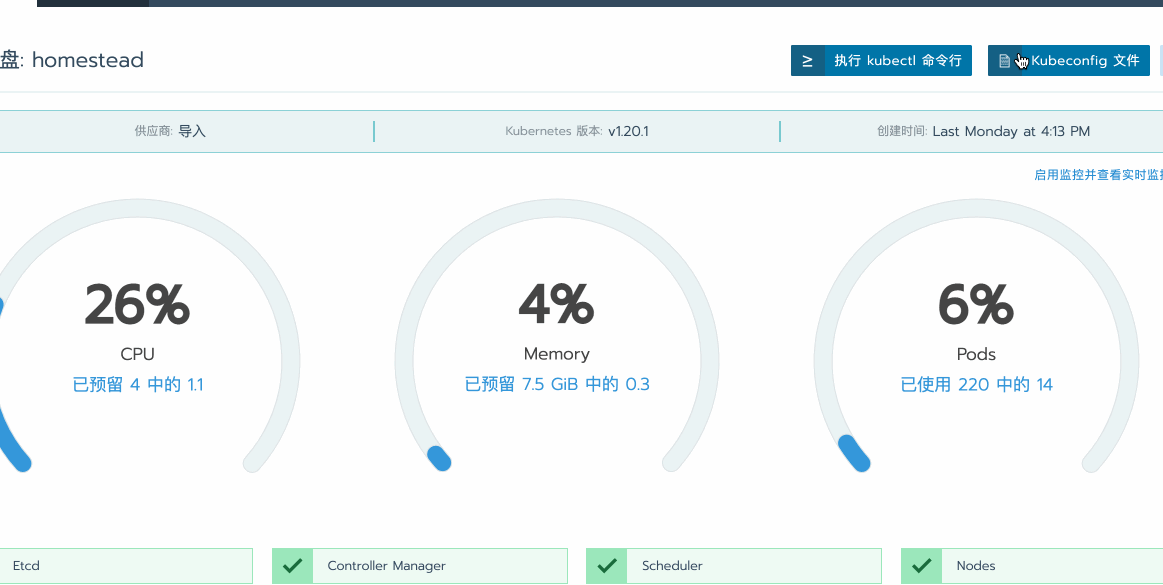 盘: homestead
执行 kubectl 命令行
Kubeconfig 文件
供应商: 导入
Kubernetes 版本: v1.20.1
创建时间: Last Monday at 4:13 PM
启用监控并查看实时监控
26%
CPU
已预留 4 中的 1.1
4%
Memory
已预留 7.5 GiB 中的 0.3
6%
Pods
已使用 220 中的 14
Etcd
Controller Manager
Scheduler
Nodes